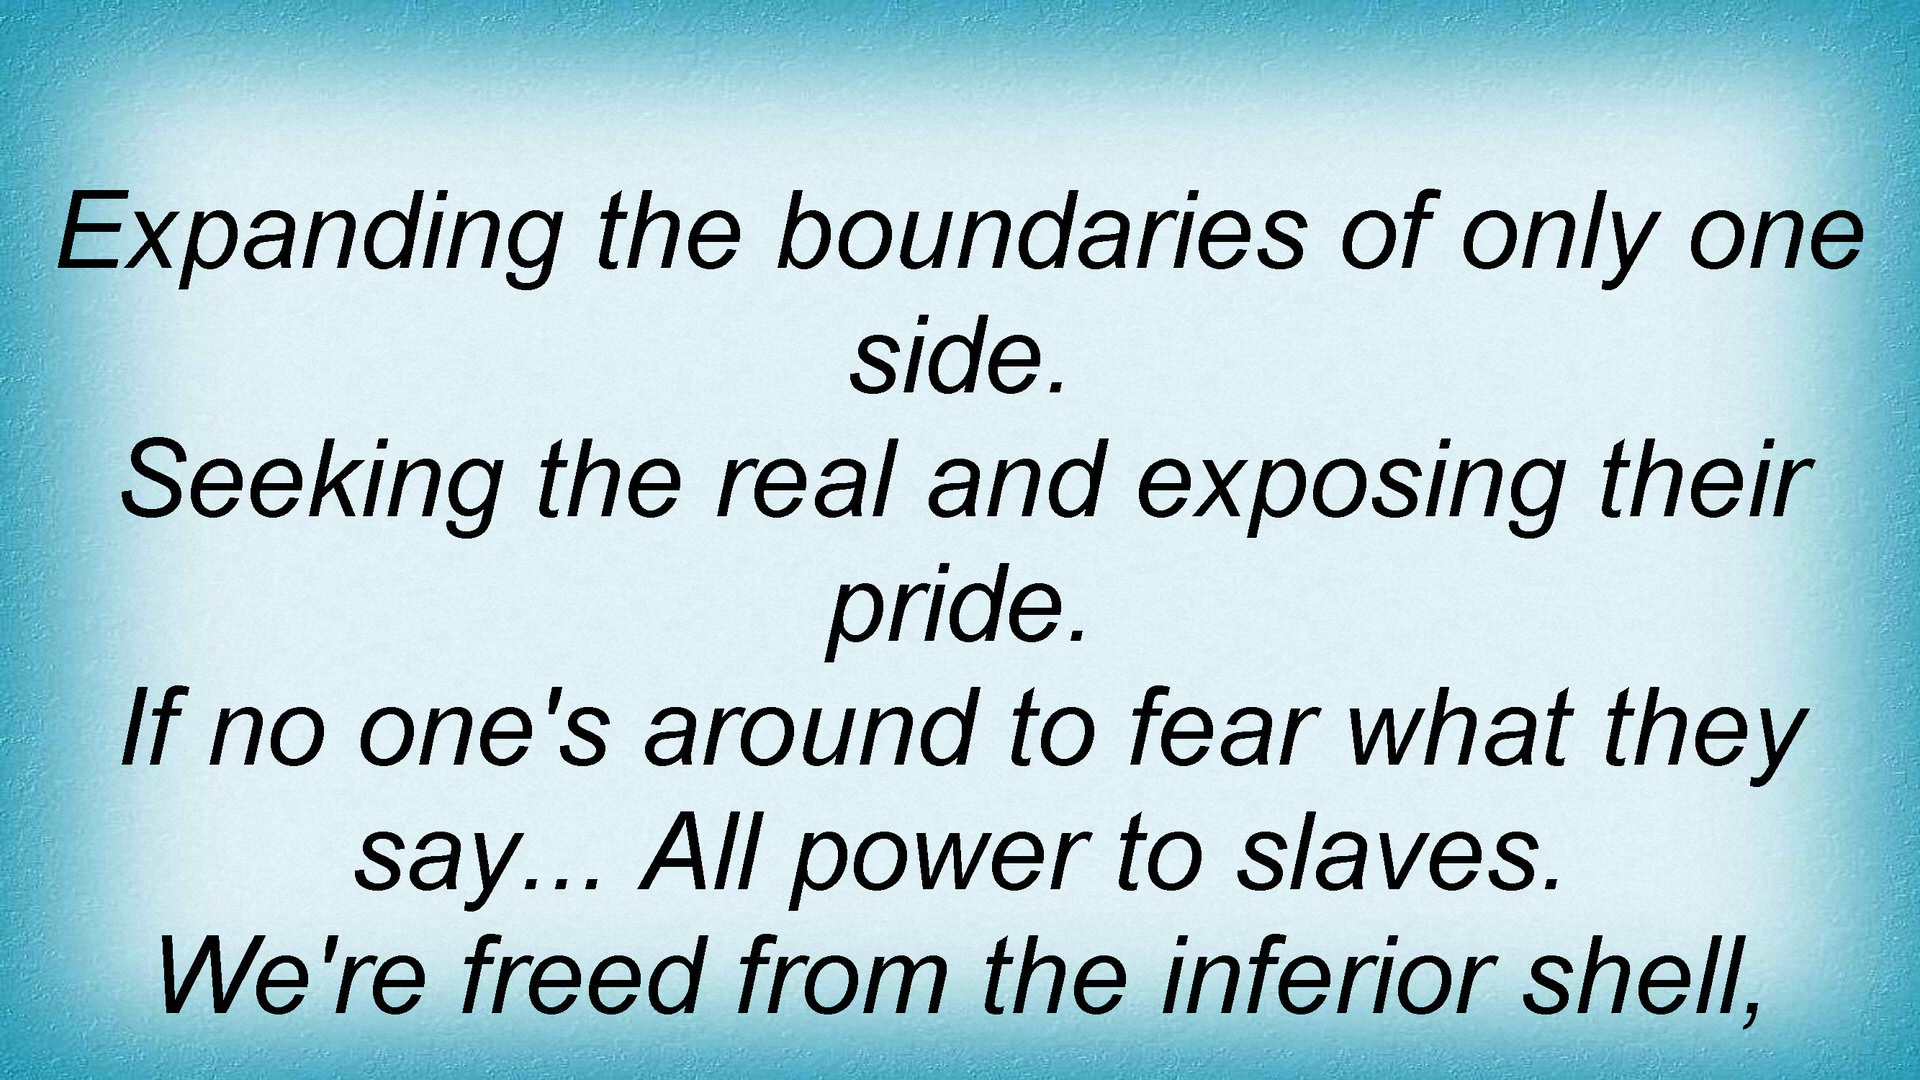 Expanding the boundaries of only one
side.
Seeking the real and exposing their
pride.
If no one's around to fear what they
say... All power to slaves.
We're freed from the inferior shell,